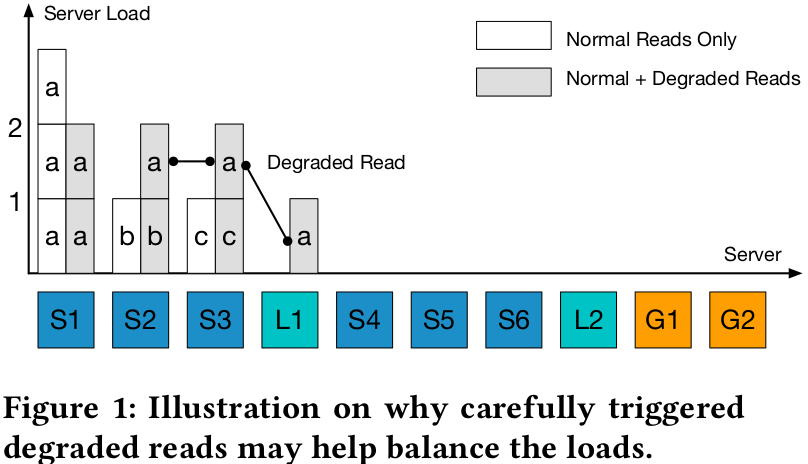 Server Load
Normal Reads Only
Normal + Degraded Reads
a
2
a a a a Degraded Read
1
a a b b c c a
Server
S1 S2 S3 L1 S4 S5 S6 L2 G1 G2
Figure 1: Illustration on why carefully triggered
degraded reads may help balance the loads.